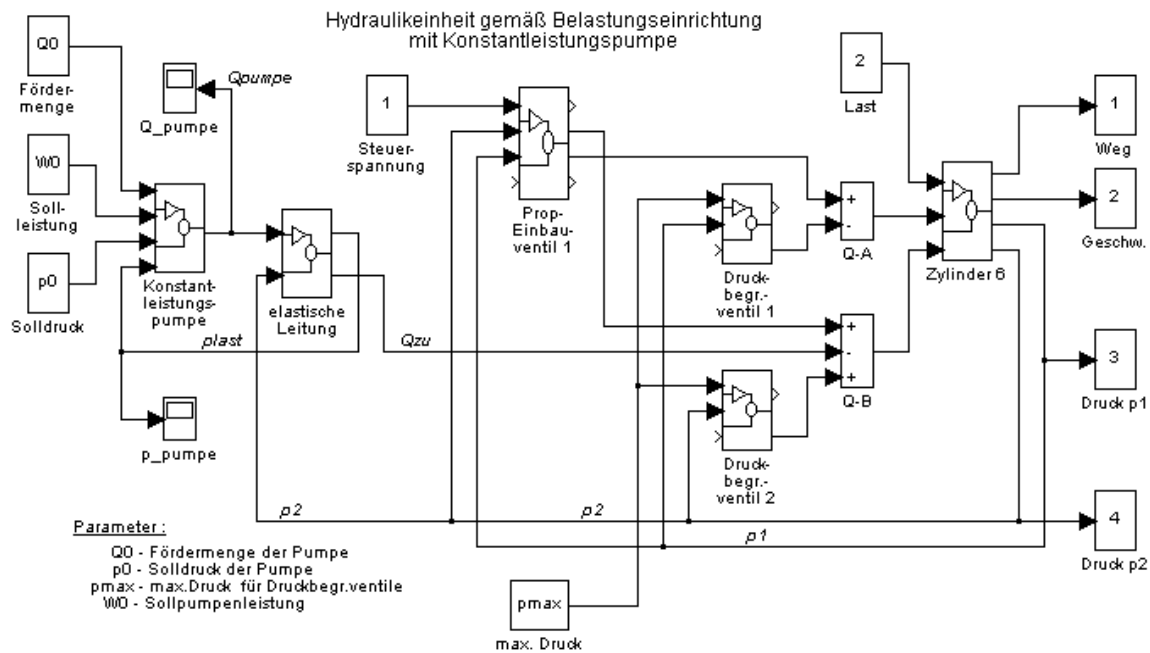 Hydraulikeinheit gemäß Belastungseinrichtung
mit Konstantleistungspumpe
Q0
Förder-
menge
Qpumpe
Q_pumpe
W0
Soll-
leistung
p0
Solldruck
Konstant-
leistungs-
pumpe
elastische
Leitung
plast
Qzu
p_pumpe
1
Steuer-
spannung
Prop-
Einbau-
ventil 1
Druck-
begr.-
ventil 1
+
-
Q-A
+
-
+
Q-B
Druck-
begr.-
ventil 2
2
Last
Zylinder 6
1
Weg
2
Geschw.
3
Druck p1
4
Druck p2
p2
p2
p1
pmax
max. Druck
Parameter :
Q0 - Fördermenge der Pumpe
p0 - Solldruck der Pumpe
pmax - max.Druck für Druckbegr.ventile
W0 - Sollpumpenleistung